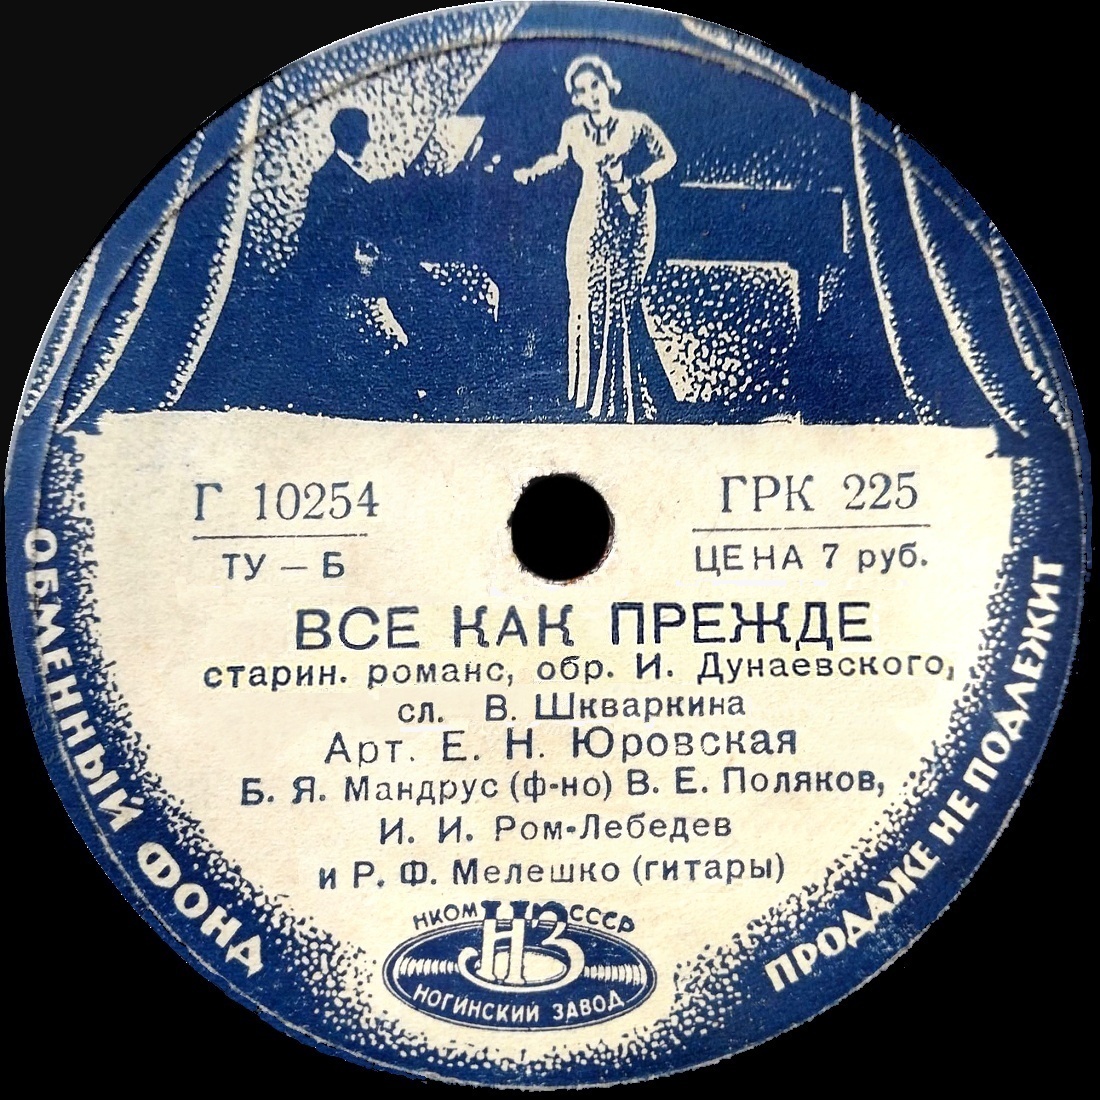 Г 10254
ТУ — Б
ГРК 225
ЦЕНА 7 руб.
ВСЕ КАК ПРЕЖДЕ
старин. романс, обр. И. Дунаевского,
сл. В. Шкваркина
Арт. Е. Н. Юровская
Б. Я. Мандрус (ф-но) В. Е. Поляков,
И. И. Ром-Лебедев
и Р. Ф. Мелешко (гитары)
НКОМ СССР
НЗ
НОГИНСКИЙ ЗАВОД
ОБМЕННЫЙ ФОНД
ПРОДАЖЕ НЕ ПОДЛЕЖИТ